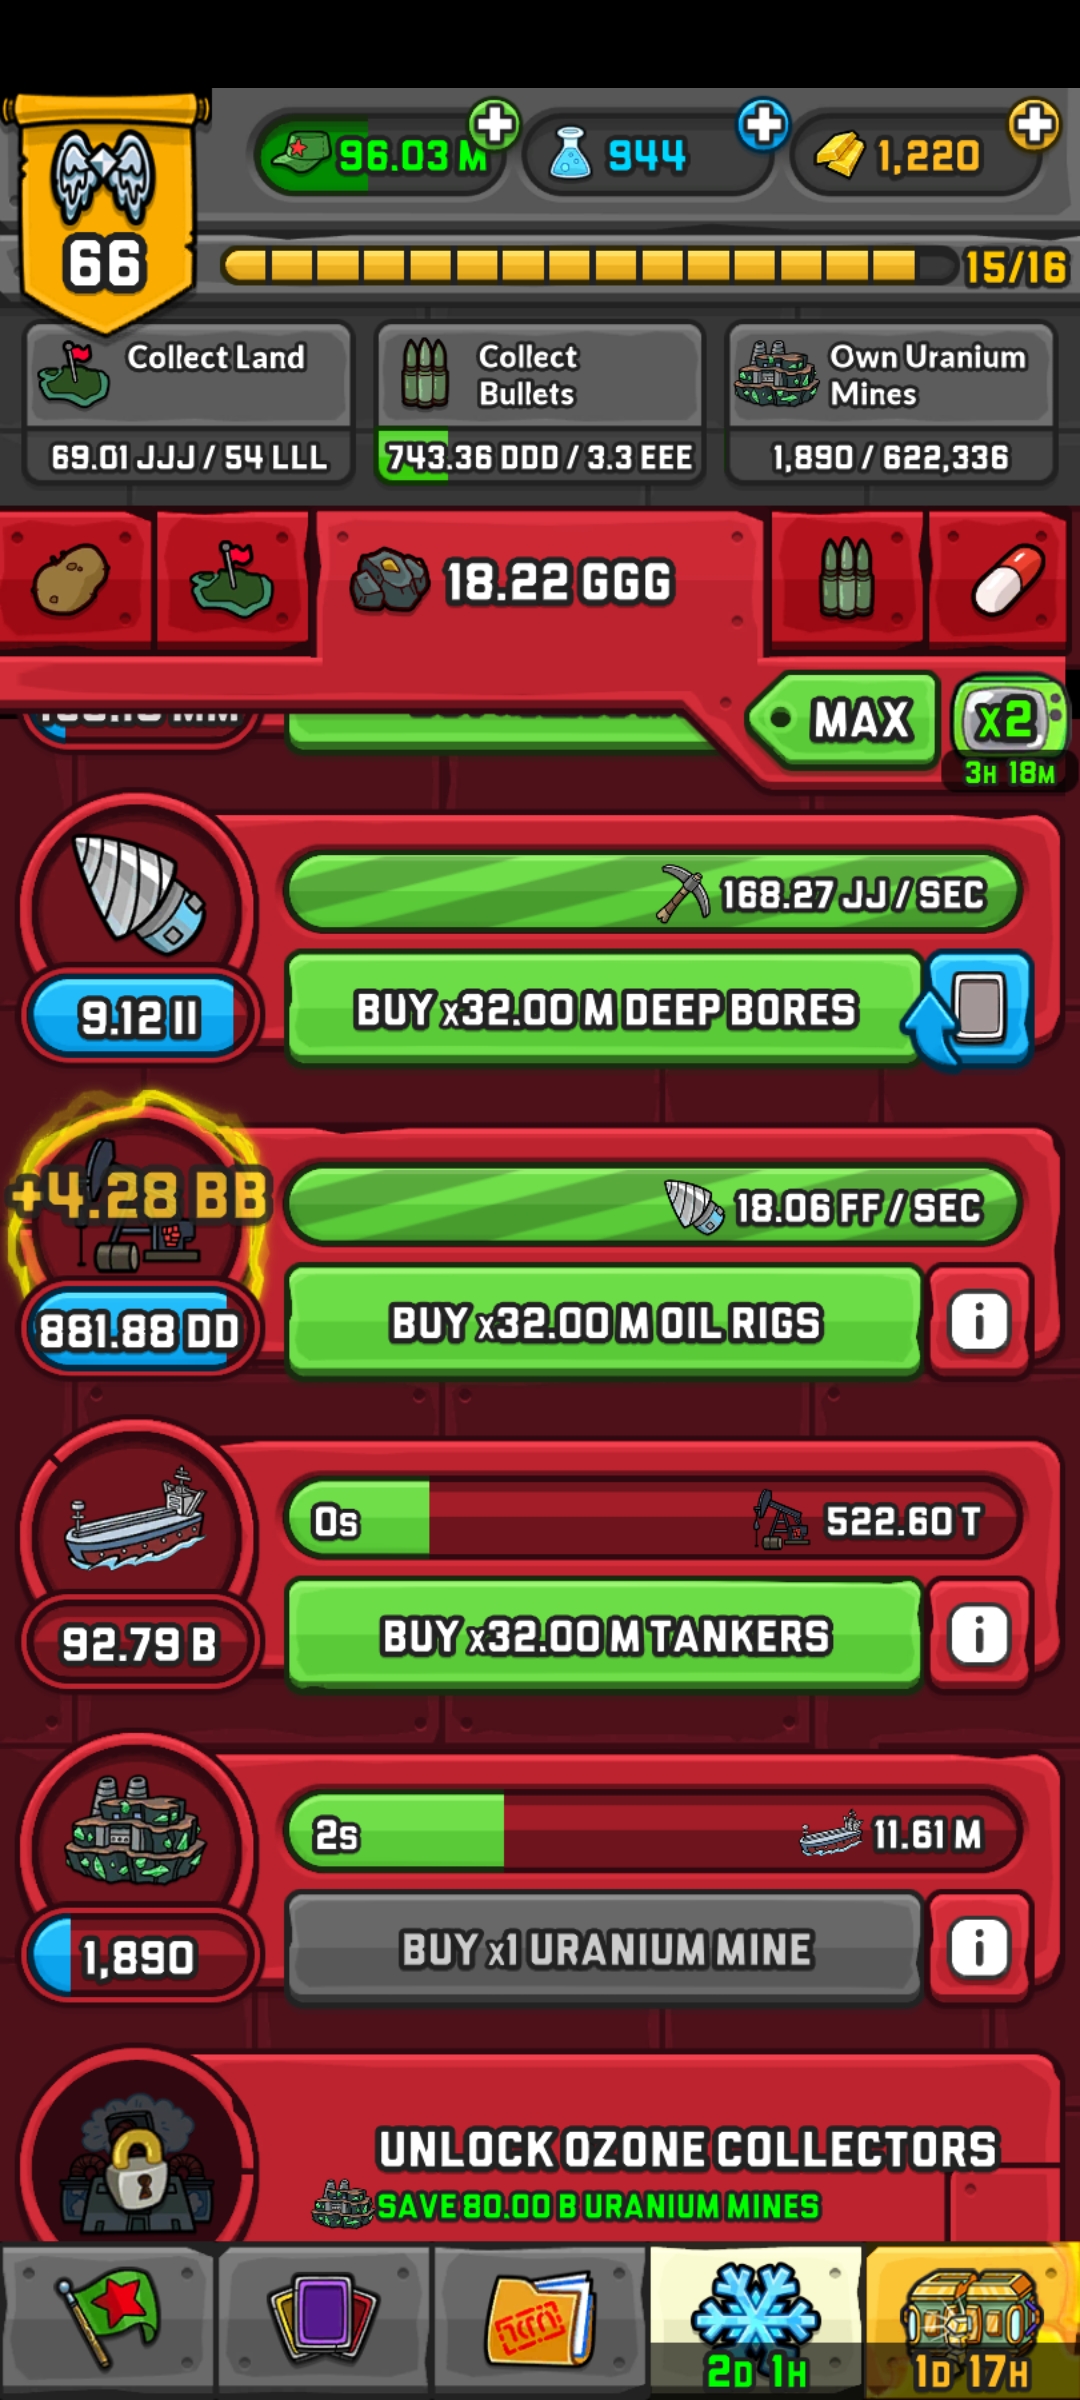 96.03 M
944
1,220
66
15/16
Collect Land
69.01 JJJ / 54 LLL
Collect
Bullets
743.36 DDD / 3.3 EEE
Own Uranium
Mines
1,890 / 622,336
18.22 GGG
MAX
x2
3H 18M
168.27 JJ / SEC
9.12 II
BUY x32.00 M DEEP BORES
+4.28 BB
18.06 FF / SEC
881.88 DD
BUY x32.00 M OIL RIGS
i
0s
522.60 T
92.79 B
BUY x32.00 M TANKERS
i
2s
11.61 M
1,890
BUY x1 URANIUM MINE
i
UNLOCK OZONE COLLECTORS
SAVE 80.00 B URANIUM MINES
2D 1H
1D 17H